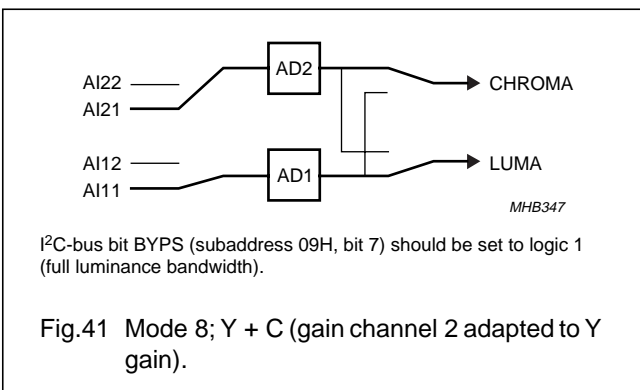 AI22
AI21
AD2
CHROMA
AI12
AI11
AD1
LUMA
MHB347
I²C-bus bit BYPS (subaddress 09H, bit 7) should be set to logic 1
(full luminance bandwidth).
Fig.41 Mode 8; Y + C (gain channel 2 adapted to Y
gain).